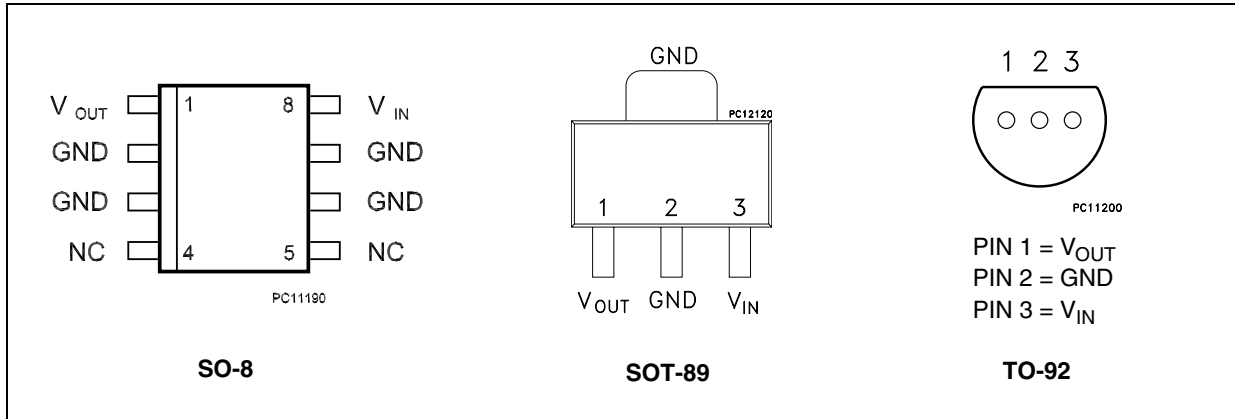 V OUT 1 8 V IN
GND GND
GND GND
NC 4 5 NC
PC11190
SO-8
GND
PC12120
1 2 3
VOUT GND VIN
SOT-89
1 2 3
PC11200
PIN 1 = VOUT
PIN 2 = GND
PIN 3 = VIN
TO-92